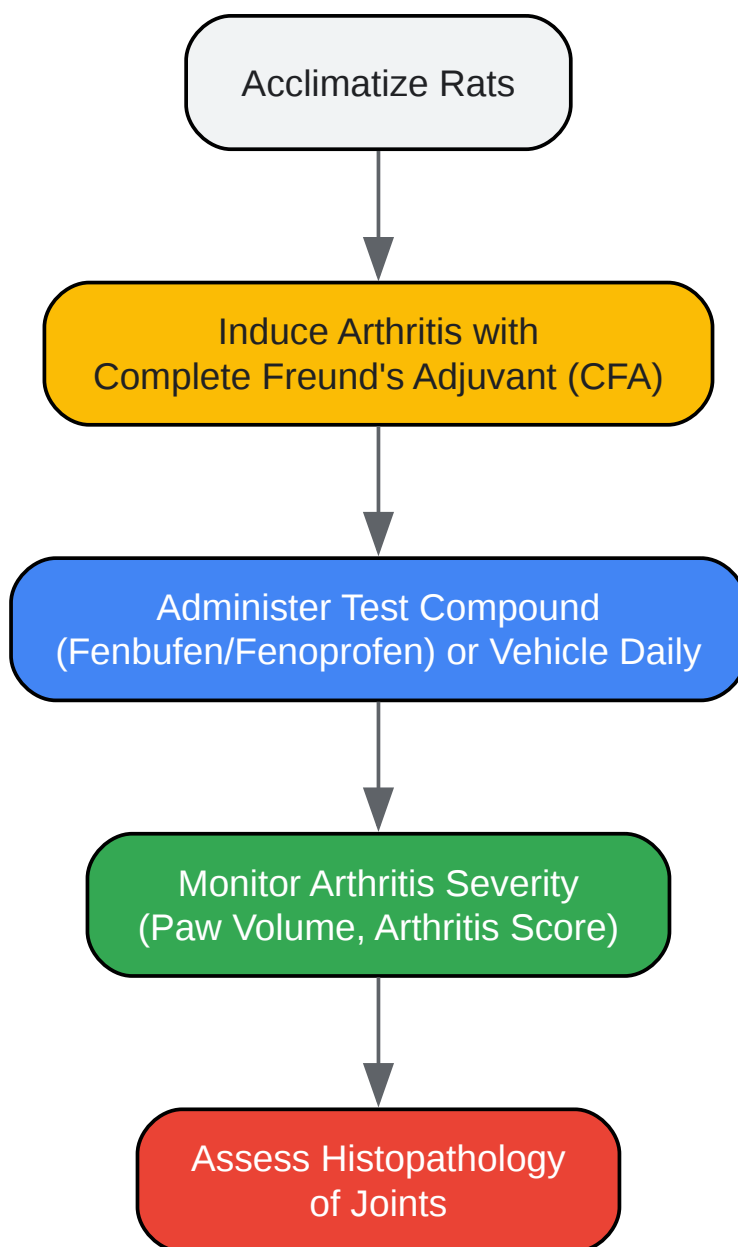 Acclimatize Rats
Induce Arthritis with
Complete Freund's Adjuvant (CFA)
Administer Test Compound
(Fenbufen/Fenoprofen) or Vehicle Daily
Monitor Arthritis Severity
(Paw Volume, Arthritis Score)
Assess Histopathology
of Joints